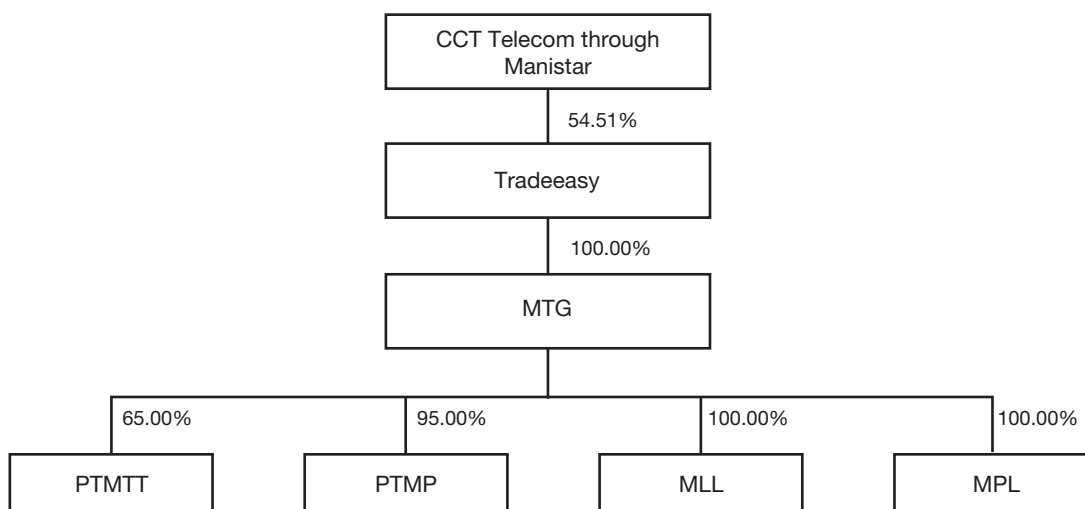 CCT Telecom through
Manistar
54.51%
Tradeeasy
100.00%
MTG
65.00%
95.00%
100.00%
100.00%
PTMTT
PTMP
MLL
MPL